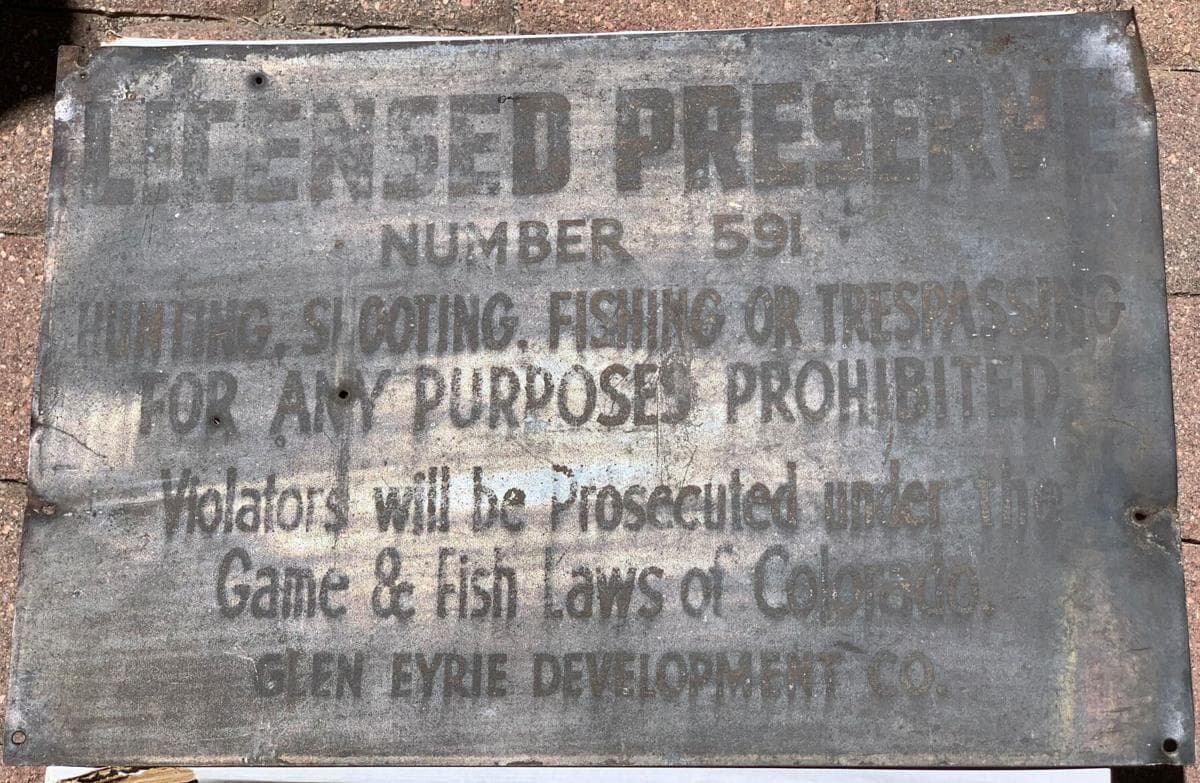 LICENSED PRESERVE
NUMBER 591
HUNTING, SHOOTING, FISHING OR TRESPASSING
FOR ANY PURPOSES PROHIBITED
Violators will be Prosecuted under the
Game & Fish Laws of Colorado.
GLEN EYRIE DEVELOPMENT CO.